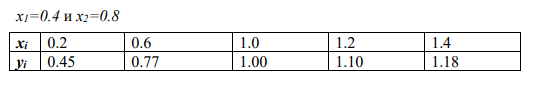 x1=0.4 и x2=0.8
xi 0.2 0.6 1.0 1.2 1.4
yi 0.45 0.77 1.00 1.10 1.18